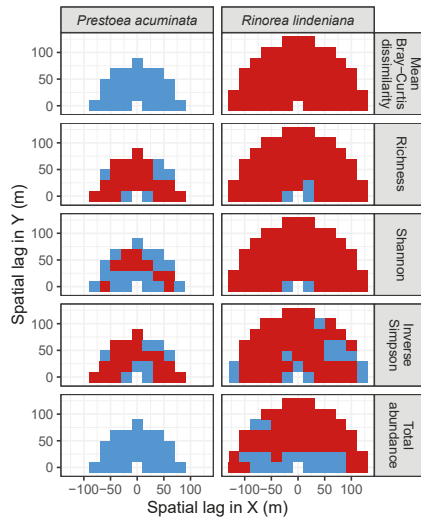 Prestoea acuminata
Rinorea lindeniana
Spatial lag in Y (m)
100
50
0
Mean
Bray−Curtis
dissimilarity
100
50
0
Richness
100
50
0
Shannon
100
50
0
Inverse
Simpson
100
50
0
Total
abundance
−100 −50 0 50 100
−100 −50 0 50 100
Spatial lag in X (m)